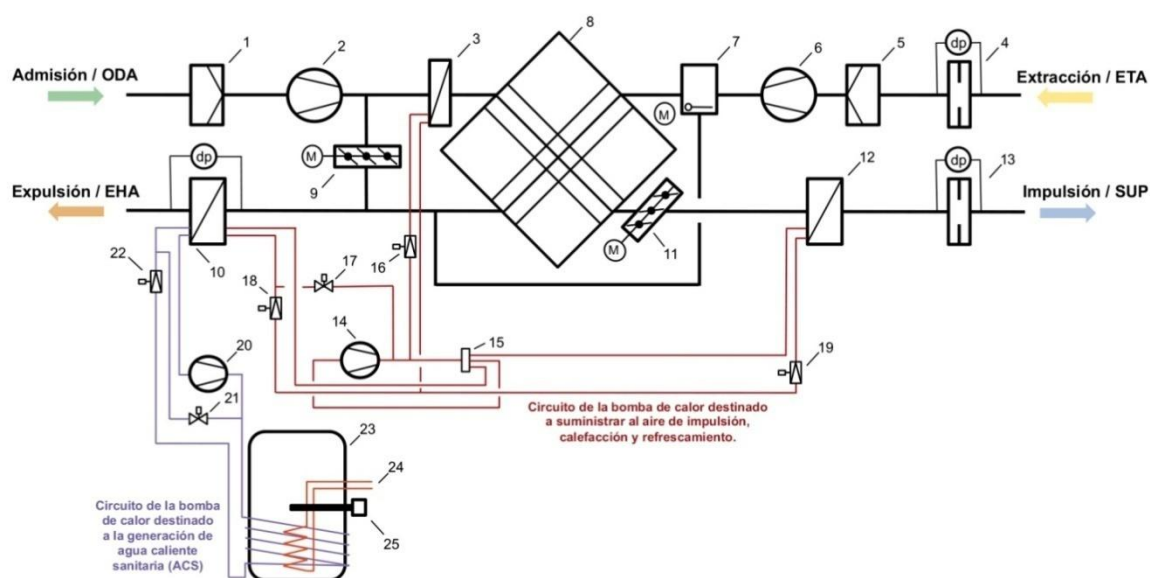 1
2
3
8
7
6
5
dp
4
Admisión / ODA
Extracción / ETA
M
dp
M
9
12
dp
13
Expulsión / EHA
Impulsión / SUP
M
11
22
10
16
17
18
14
15
19
20
21
Circuito de la bomba de calor destinado
a suministrar al aire de impulsión,
calefacción y refrescamiento.
23
24
25
Circuito de la bomba
de calor destinado
a la generación de
agua caliente
sanitaria (ACS)